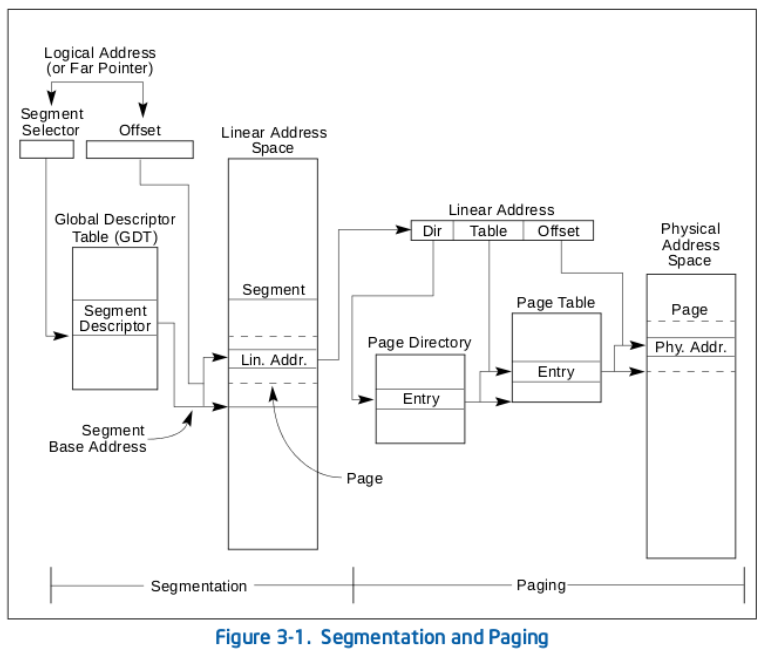 Logical Address
(or Far Pointer)
Segment
Selector
Offset
Linear Address
Space
Global Descriptor
Table (GDT)
Segment
Descriptor
Segment
Lin. Addr.
Segment
Base Address
Page
Linear Address
Dir
Table
Offset
Page Directory
Entry
Page Table
Entry
Physical
Address
Space
Page
Phy. Addr.
Segmentation
Paging
Figure 3-1. Segmentation and Paging